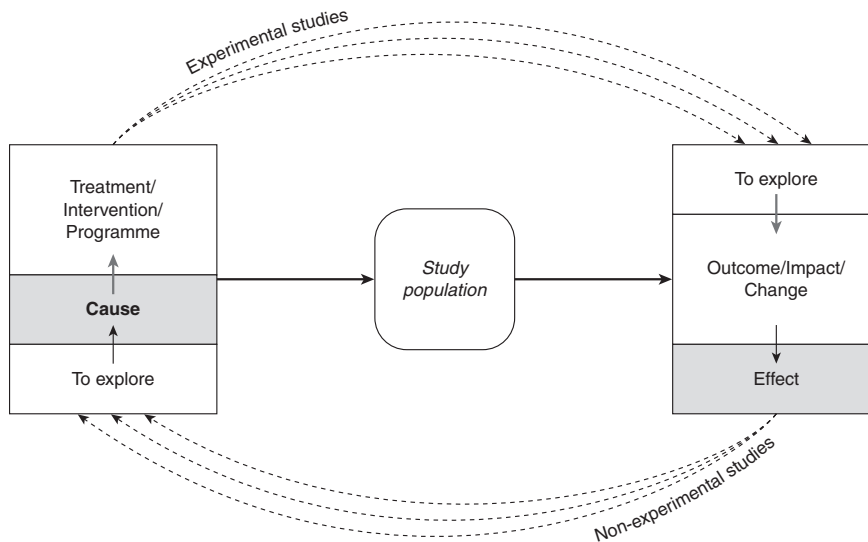 Experimental studies
Treatment/
Intervention/
Programme
Cause
To explore
Study
population
To explore
Outcome/Impact/
Change
Effect
Non-experimental studies